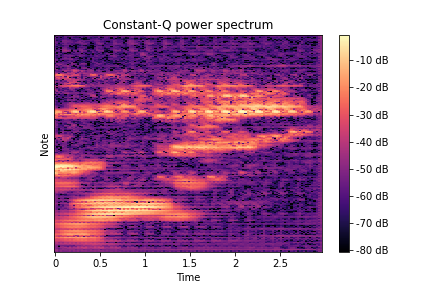 Constant-Q power spectrum
Note
-10 dB
-20 dB
-30 dB
-40 dB
-50 dB
-60 dB
-70 dB
-80 dB
0 0.5 1 1.5 2 2.5
Time